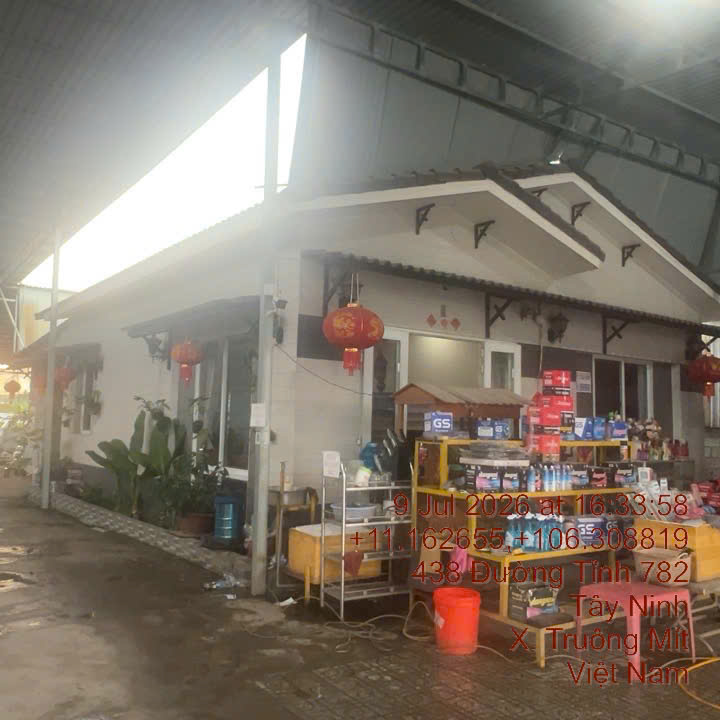 GS
GS
9 Jul 2026 at 16:33:58
+11.162655 +106.308819
438 Đường Tỉnh 782
Tây Ninh
X. Truông Mít
Việt Nam